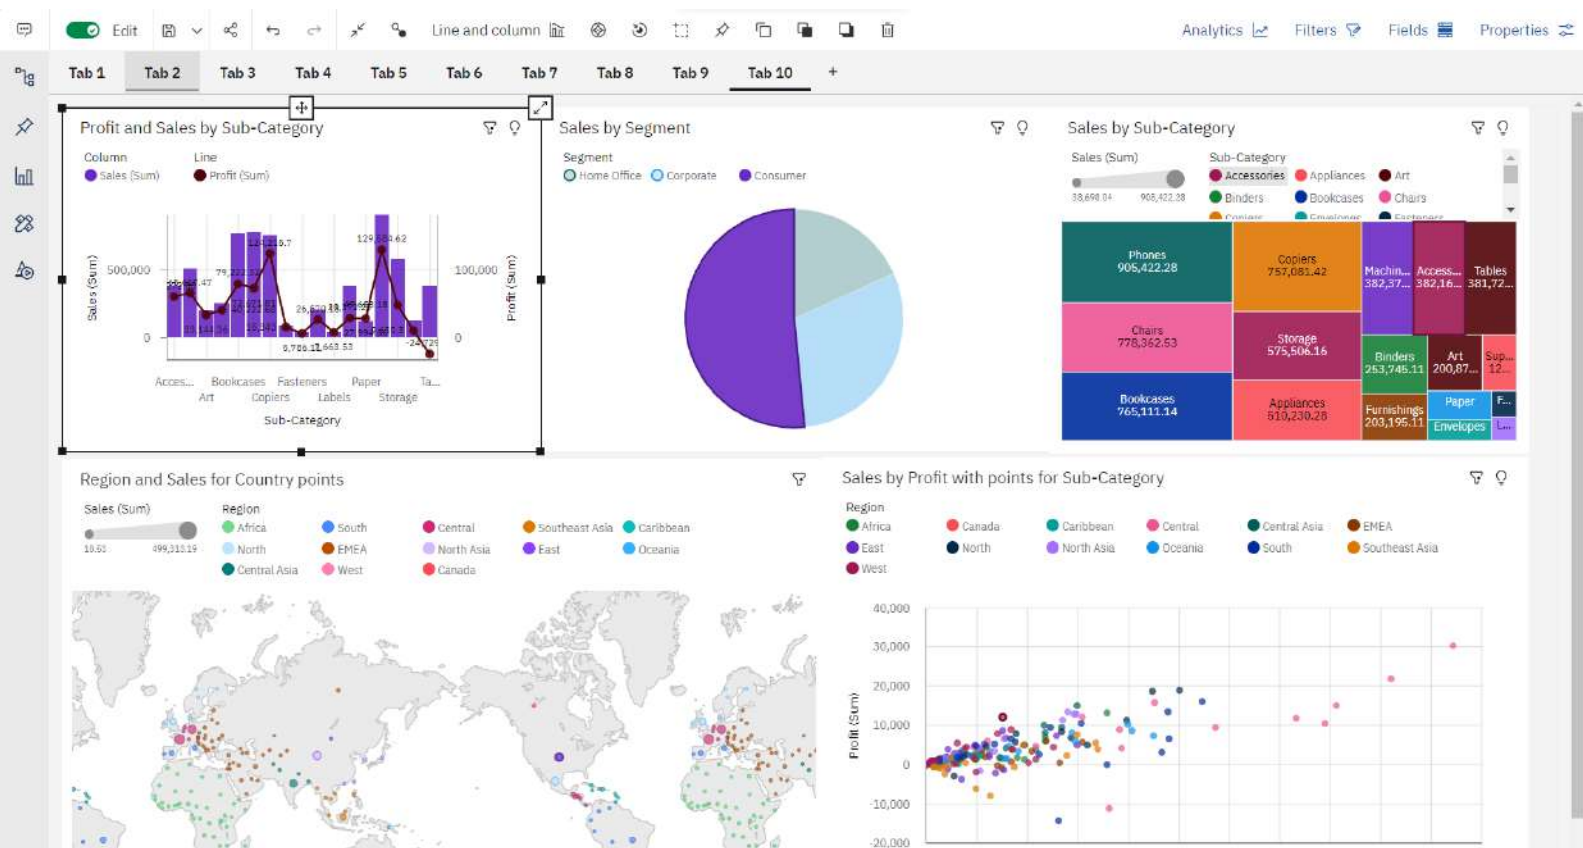 Edit
Line and column
Analytics
Filters
Fields
Properties
Tab 1
Tab 2
Tab 3
Tab 4
Tab 5
Tab 6
Tab 7
Tab 8
Tab 9
Tab 10
+
Profit and Sales by Sub-Category
Column
Line
Sales (Sum)
Profit (Sum)
129,584.62
500,000
100,000
0
0
Sales (Sum)
Profit (Sum)
Acces...
Bookcases
Fasteners
Paper
Ta...
Art
Copiers
Labels
Storage
Sub-Category
Sales by Segment
Segment
Home Office
Corporate
Consumer
Sales by Sub-Category
Sales (Sum)
905,422.28
Sub-Category
Accessories
Appliances
Art
Binders
Bookcases
Chairs
Copiers
Envelopes
Fasteners
Phones
905,422.28
Chairs
778,362.53
Bookcases
765,111.14
Copiers
757,081.42
Storage
575,506.16
Appliances
510,230.28
Machin...
382,37...
Access...
382,16...
Tables
381,72...
Binders
253,745.11
Art
200,87...
Sup...
12...
Furnishings
203,195.11
Paper
F...
Envelopes
L...
Region and Sales for Country points
Sales (Sum)
Region
Africa
South
Central
Southeast Asia
Caribbean
North
EMEA
North Asia
East
Oceania
Central Asia
West
Canada
Sales by Profit with points for Sub-Category
Region
Africa
Canada
Caribbean
Central
Central Asia
EMEA
East
North
North Asia
Oceania
South
Southeast Asia
West
40,000
30,000
20,000
10,000
0
-10,000
-20,000
Profit (Sum)